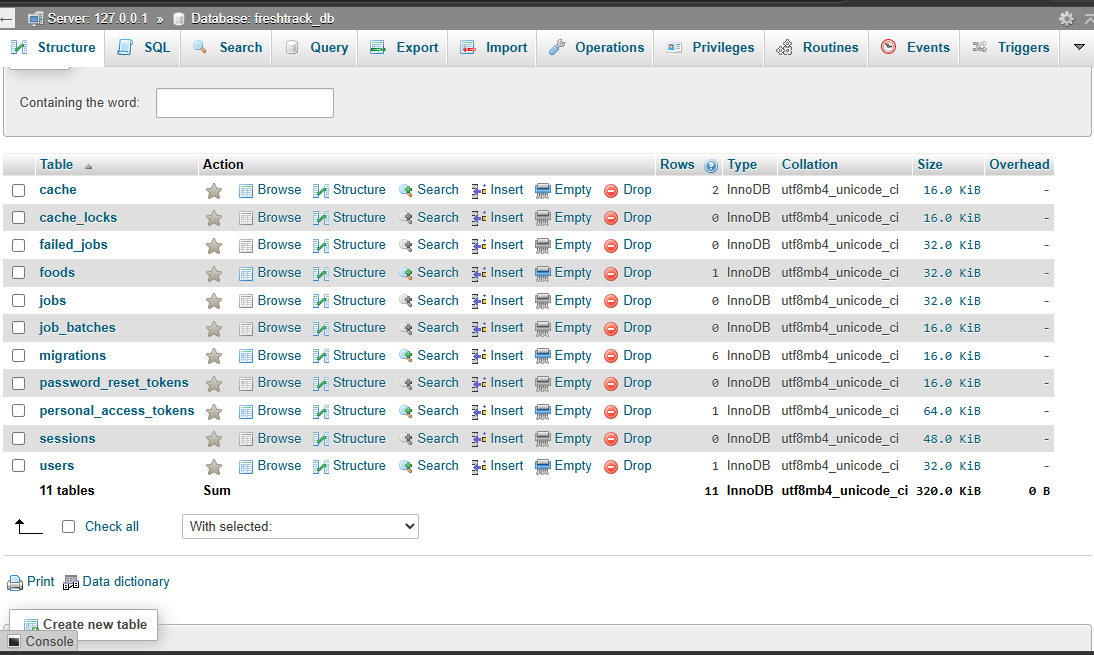 Server: 127.0.0.1 » Database: freshtrack_db
Structure SQL Search Query Export Import Operations Privileges Routines Events Triggers
Containing the word:
Table Action Rows Type Collation Size Overhead
cache Browse Structure Search Insert Empty Drop 2 InnoDB utf8mb4_unicode_ci 16.0 KiB -
cache_locks Browse Structure Search Insert Empty Drop 0 InnoDB utf8mb4_unicode_ci 16.0 KiB -
failed_jobs Browse Structure Search Insert Empty Drop 0 InnoDB utf8mb4_unicode_ci 32.0 KiB -
foods Browse Structure Search Insert Empty Drop 1 InnoDB utf8mb4_unicode_ci 32.0 KiB -
jobs Browse Structure Search Insert Empty Drop 0 InnoDB utf8mb4_unicode_ci 32.0 KiB -
job_batches Browse Structure Search Insert Empty Drop 0 InnoDB utf8mb4_unicode_ci 16.0 KiB -
migrations Browse Structure Search Insert Empty Drop 6 InnoDB utf8mb4_unicode_ci 16.0 KiB -
password_reset_tokens Browse Structure Search Insert Empty Drop 0 InnoDB utf8mb4_unicode_ci 16.0 KiB -
personal_access_tokens Browse Structure Search Insert Empty Drop 1 InnoDB utf8mb4_unicode_ci 64.0 KiB -
sessions Browse Structure Search Insert Empty Drop 0 InnoDB utf8mb4_unicode_ci 48.0 KiB -
users Browse Structure Search Insert Empty Drop 1 InnoDB utf8mb4_unicode_ci 32.0 KiB -
11 tables Sum 11 InnoDB utf8mb4_unicode_ci 320.0 KiB 0 B
Check all With selected:
Print Data dictionary
Create new table
Console